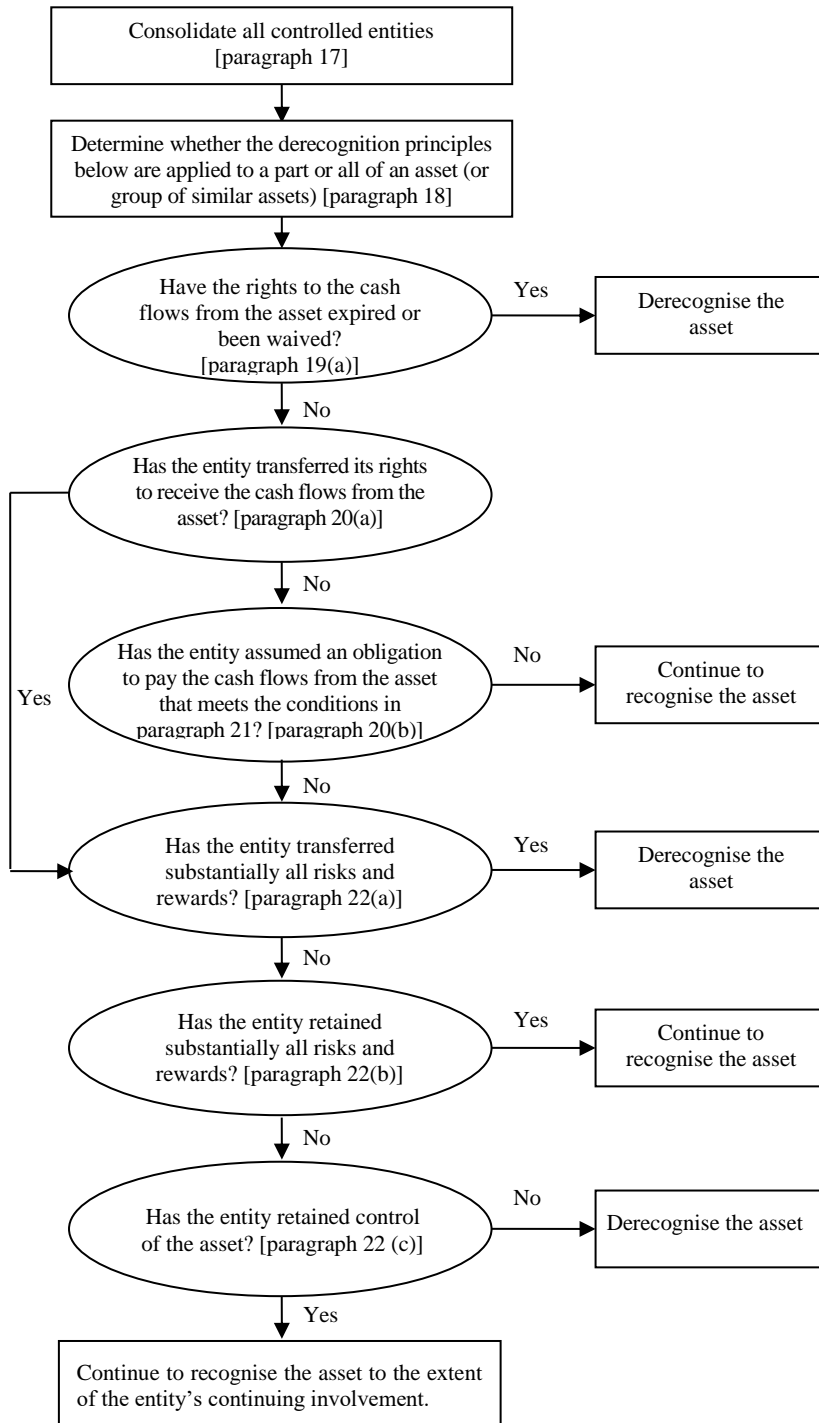 Consolidate all controlled entities
[paragraph 17]
Determine whether the derecognition principles
below are applied to a part or all of an asset (or
group of similar assets) [paragraph 18]
Have the rights to the cash
flows from the asset expired or
been waived?
[paragraph 19(a)]
Yes
Derecognise the
asset
No
Has the entity transferred its rights
to receive the cash flows from the
asset? [paragraph 20(a)]
No
Yes
Has the entity assumed an obligation
to pay the cash flows from the asset
that meets the conditions in
paragraph 21? [paragraph 20(b)]
No
Continue to
recognise the asset
No
Has the entity transferred
substantially all risks and
rewards? [paragraph 22(a)]
Yes
Derecognise the
asset
No
Has the entity retained
substantially all risks and
rewards? [paragraph 22(b)]
Yes
Continue to
recognise the asset
No
Has the entity retained control
of the asset? [paragraph 22 (c)]
No
Derecognise the asset
Yes
Continue to recognise the asset to the extent
of the entity’s continuing involvement.